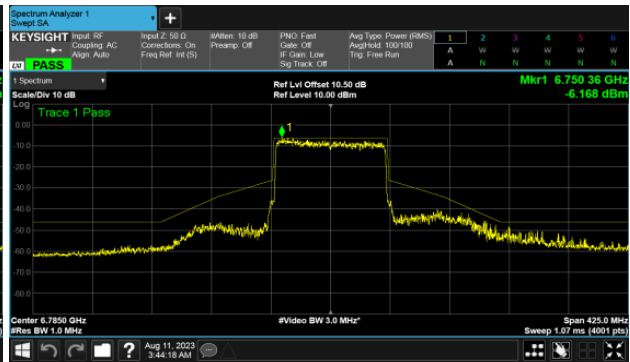 Spectrum Analyzer 1
Swept SA
+
KEYSIGHT
Input: RF
Coupling: AC
Align: Auto
Input Z: 50 Ω
Corrections: On
Freq Ref: Int (S)
#Atten: 10 dB
Preamp: Off
PNO: Fast
Gate: Off
IF Gain: Low
Sig Track: Off
Avg Type: Power (RMS)
Avg|Hold: 100/100
Trig: Free Run
1 2 3 4 5 6
A W W W W W
A N N N N N
EXT PASS
1 Spectrum
Scale/Div 10 dB
Ref Lvl Offset 10.50 dB
Ref Level 10.00 dBm
Mkr1 6.750 36 GHz
-6.168 dBm
Log
Trace 1 Pass
1
0.00
-10.0
-20.0
-30.0
-40.0
-50.0
-60.0
-70.0
-80.0
Center 6.7850 GHz
#Res BW 1.0 MHz
#Video BW 3.0 MHz*
Span 425.0 MHz
Sweep 1.07 ms (4001 pts)
?
Aug 11, 2023
3:44:18 AM